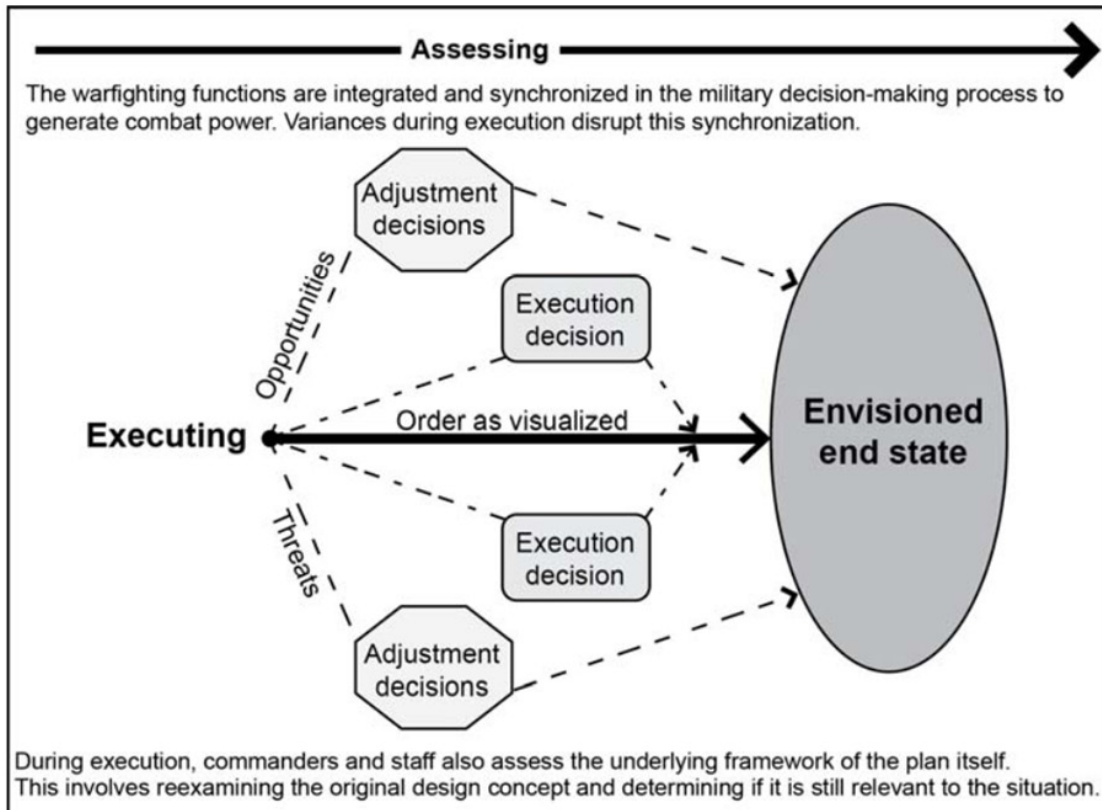 Assessing
The warfighting functions are integrated and synchronized in the military decision-making process to
generate combat power. Variances during execution disrupt this synchronization.
Adjustment
decisions
Opportunities
Execution
decision
Executing
Order as visualized
Envisioned
end state
Threats
Execution
decision
Adjustment
decisions
During execution, commanders and staff also assess the underlying framework of the plan itself.
This involves reexamining the original design concept and determining if it is still relevant to the situation.